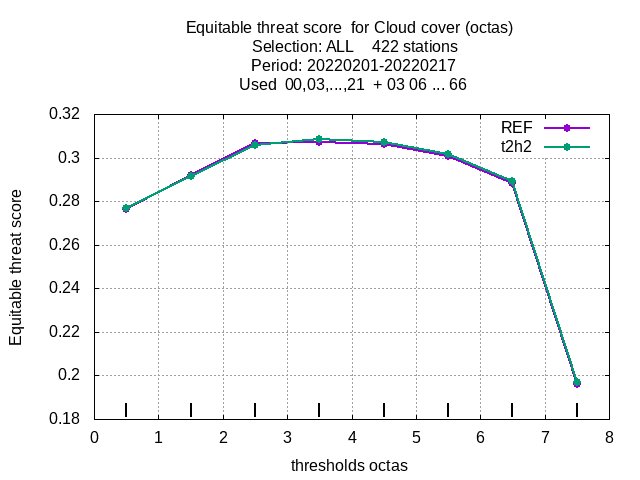 Equitable threat score  for Cloud cover (octas)
Selection: ALL    422 stations
Period: 20220201-20220217
Used  00,03,...,21  + 03 06 ... 66
REF
t2h2
Equitable threat score
0.32
0.3
0.28
0.26
0.24
0.22
0.2
0.18
0 1 2 3 4 5 6 7 8
thresholds octas